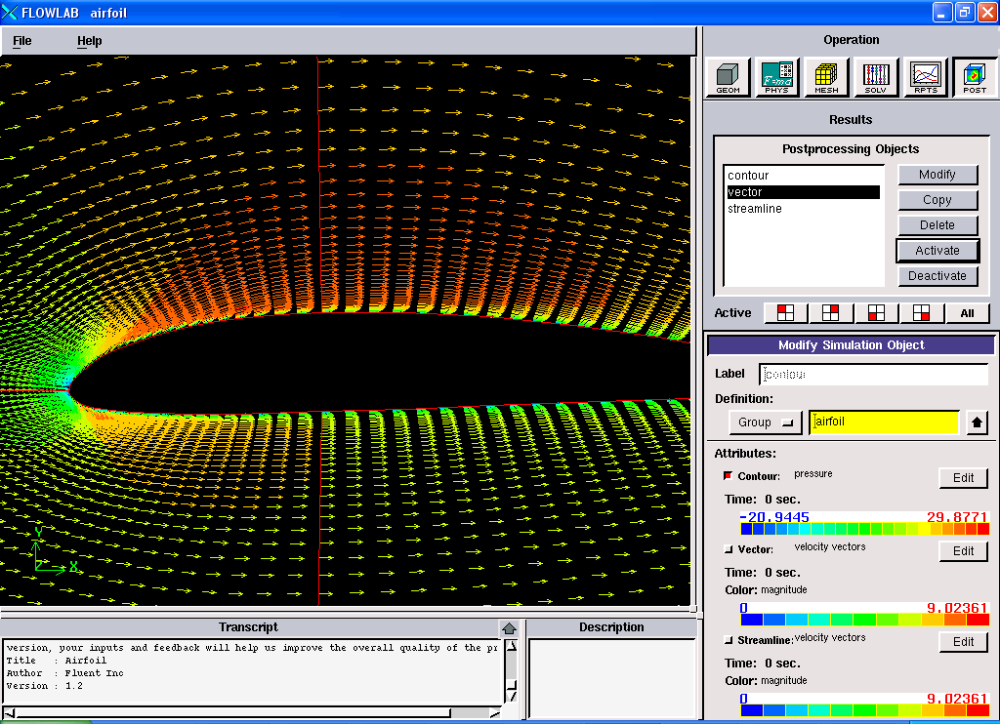 FLOWLAB airfoil
File Help
Operation
GEOM PHYS MESH SOLV RPTS POST
F=ma
Results
Postprocessing Objects
contour
vector
streamline
Modify
Copy
Delete
Activate
Deactivate
Active All
Modify Simulation Object
Label contour
Definition:
Group airfoil
Attributes:
Contour: pressure Edit
Time: 0 sec.
-20.9445 29.8771
Vector: velocity vectors Edit
Time: 0 sec.
Color: magnitude
0 9.02361
Streamline: velocity vectors Edit
Time: 0 sec.
Color: magnitude
0 9.02361
Y
Z X
Transcript
version, your inputs and feedback will help us improve the overall quality of the pr
Title : Airfoil
Author : Fluent Inc
Version : 1.2
Description